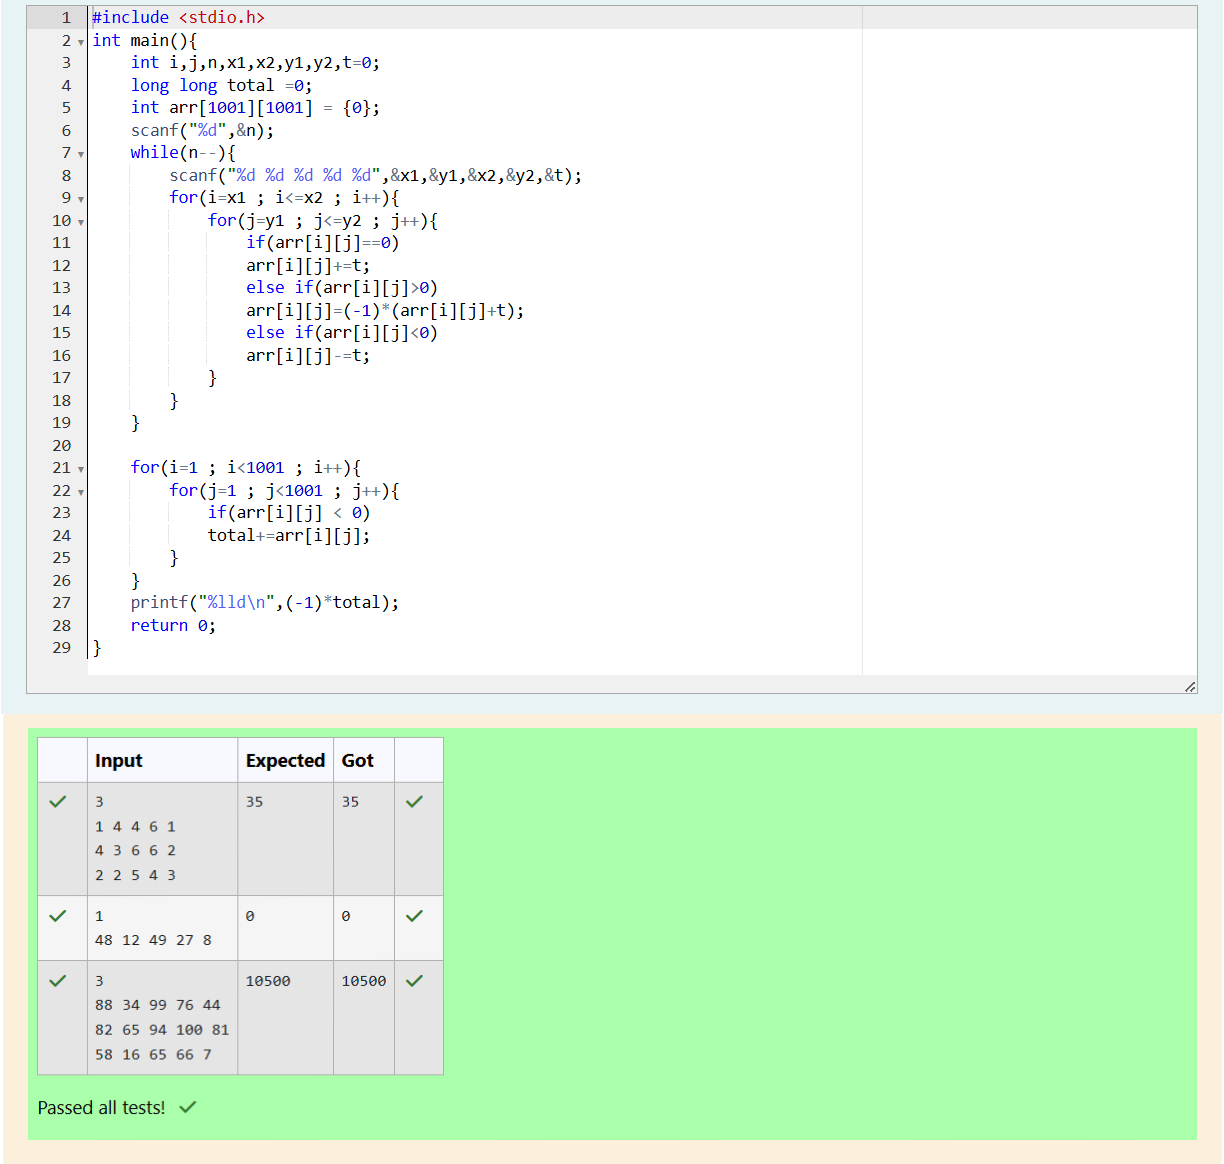 1 #include <stdio.h>
2 int main(){
3     int i,j,n,x1,x2,y1,y2,t=0;
4     long long total =0;
5     int arr[1001][1001] = {0};
6     scanf("%d",&n);
7     while(n--){
8         scanf("%d %d %d %d %d",&x1,&y1,&x2,&y2,&t);
9         for(i=x1 ; i<=x2 ; i++){
10             for(j=y1 ; j<=y2 ; j++){
11                 if(arr[i][j]==0)
12                 arr[i][j]+=t;
13                 else if(arr[i][j]>0)
14                 arr[i][j]=(-1)*(arr[i][j]+t);
15                 else if(arr[i][j]<0)
16                 arr[i][j]-=t;
17             }
18         }
19     }
20
21     for(i=1 ; i<1001 ; i++){
22         for(j=1 ; j<1001 ; j++){
23             if(arr[i][j] < 0)
24             total+=arr[i][j];
25         }
26     }
27     printf("%lld\n",(-1)*total);
28     return 0;
29 }
Input Expected Got
3 35 35
1 4 4 6 1
4 3 6 6 2
2 2 5 4 3
1 0 0
48 12 49 27 8
3 10500 10500
88 34 99 76 44
82 65 94 100 81
58 16 65 66 7
Passed all tests!